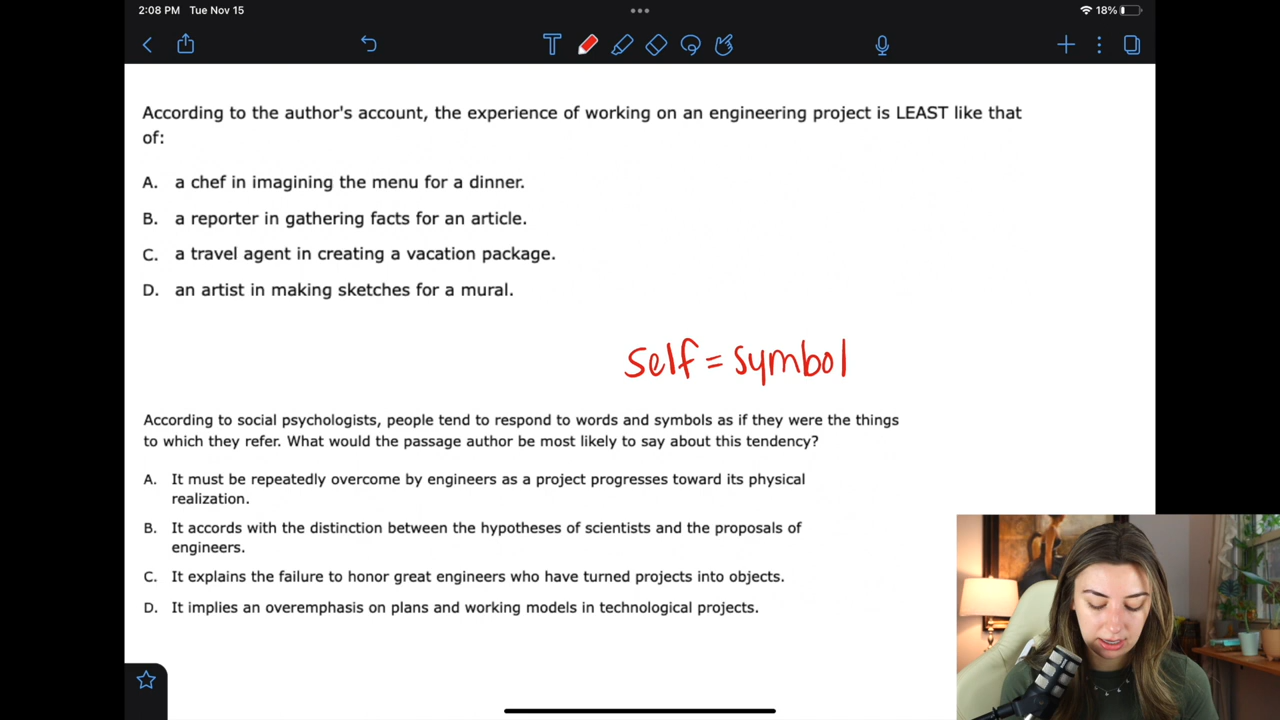 2:08 PM Tue Nov 15
18%
According to the author's account, the experience of working on an engineering project is LEAST like that
of:
A. a chef in imagining the menu for a dinner.
B. a reporter in gathering facts for an article.
C. a travel agent in creating a vacation package.
D. an artist in making sketches for a mural.
self = symbol
According to social psychologists, people tend to respond to words and symbols as if they were the things
to which they refer. What would the passage author be most likely to say about this tendency?
A. It must be repeatedly overcome by engineers as a project progresses toward its physical
realization.
B. It accords with the distinction between the hypotheses of scientists and the proposals of
engineers.
C. It explains the failure to honor great engineers who have turned projects into objects.
D. It implies an overemphasis on plans and working models in technological projects.